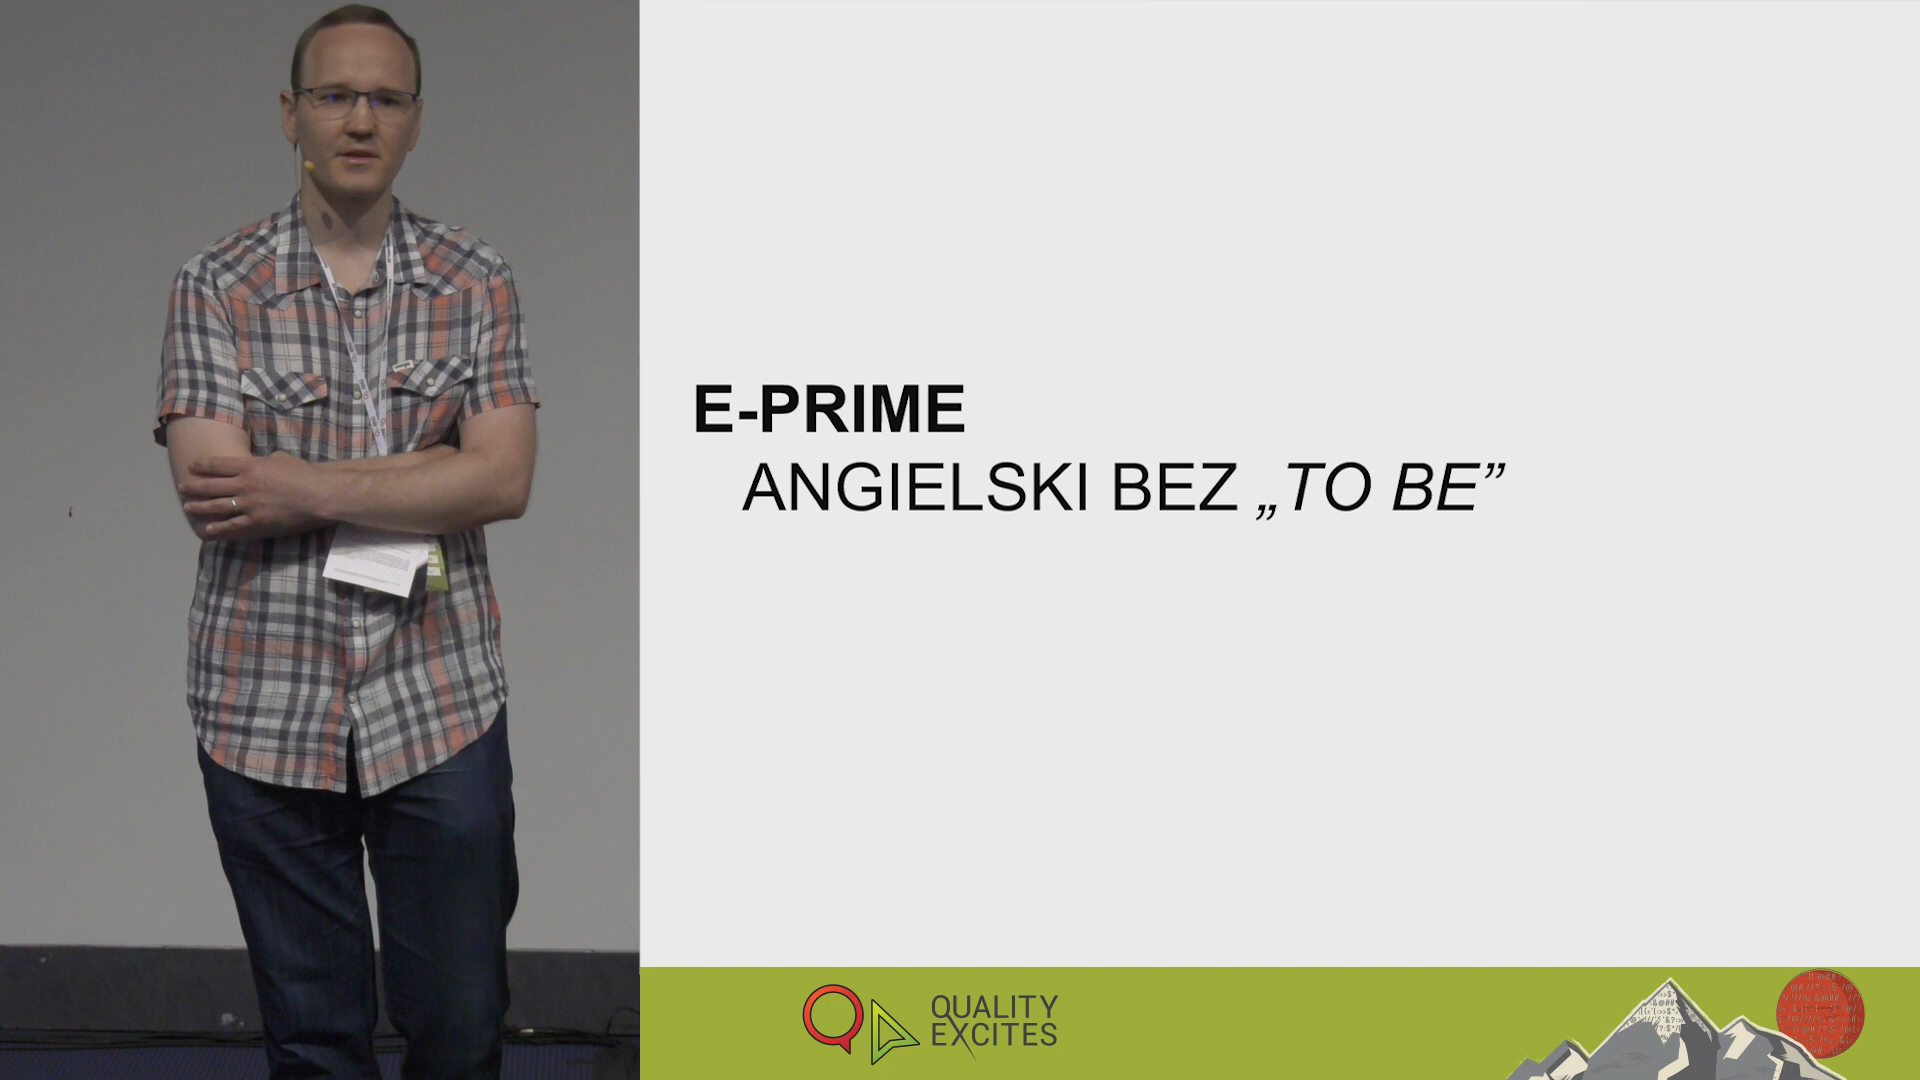 E-PRIME
ANGIELSKI BEZ „TO BE”
QUALITY
EXCITES